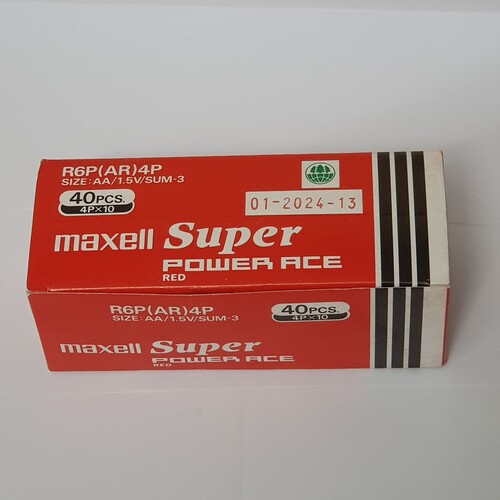 R6P(AR)4P
SIZE:AA/1.5V/SUM-3
40PCS.
4P×10
01-2024-13
maxell Super
POWER ACE
RED
R6P(AR)4P
SIZE:AA/1.5V/SUM-3
40PCS.
4P×10
maxell Super
POWER ACE
RED